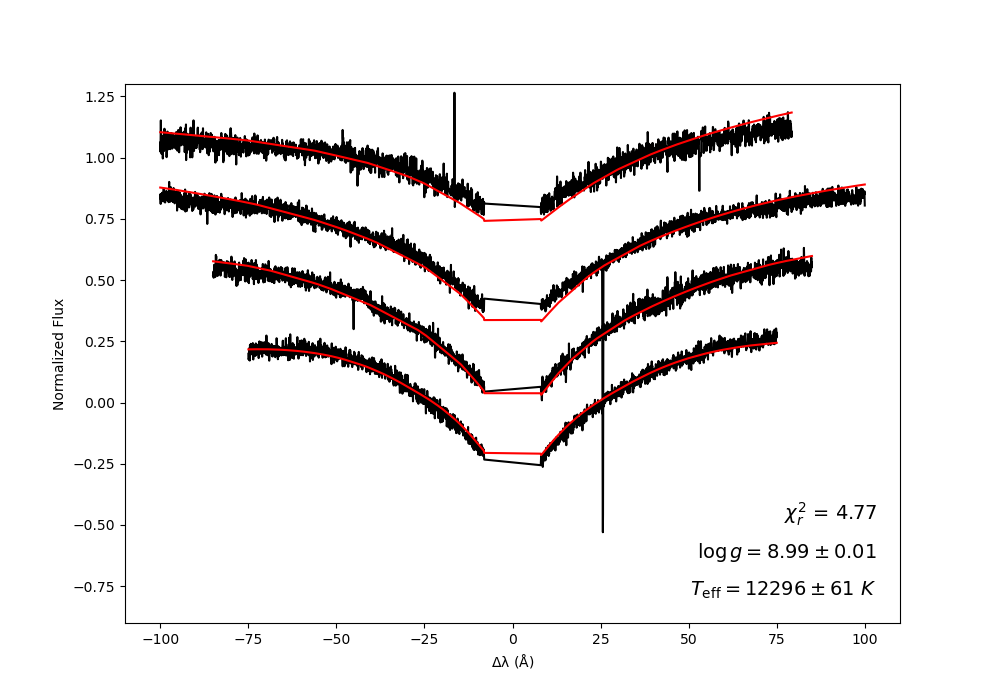 1.25
1.00
0.75
0.50
0.25
0.00
−0.25
−0.50
−0.75
Normalized Flux
χ²ᵣ = 4.77
log g = 8.99 ± 0.01
T_eff = 12296 ± 61 K
−100 −75 −50 −25 0 25 50 75 100
Δλ (Å)